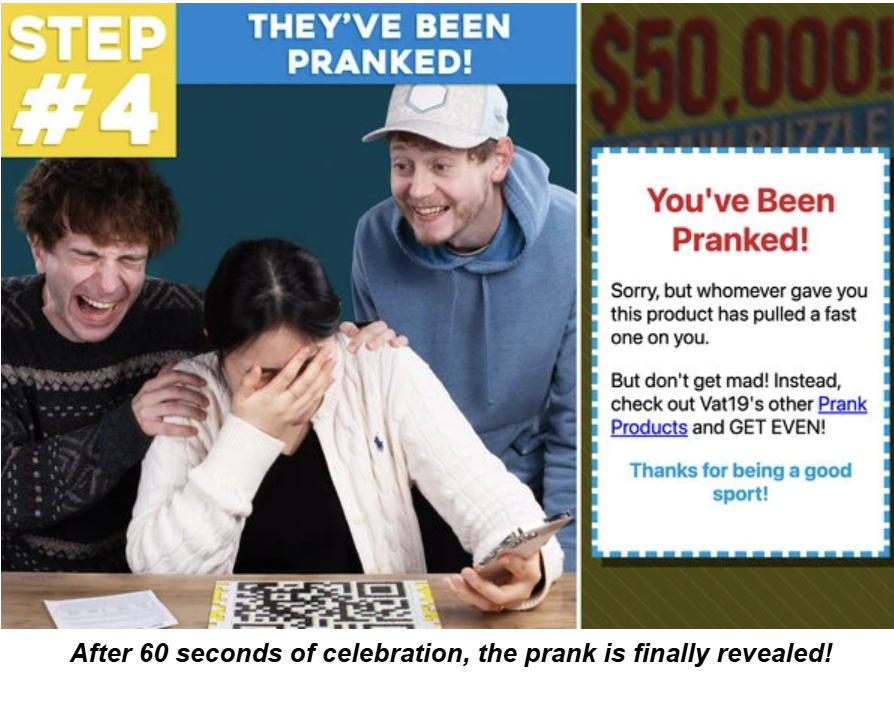 STEP
#4
THEY'VE BEEN
PRANKED!
$50,000!
PRANK PUZZLE
You've Been
Pranked!
Sorry, but whomever gave you
this product has pulled a fast
one on you.
But don't get mad! Instead,
check out Vat19's other Prank
Products and GET EVEN!
Thanks for being a good
sport!
After 60 seconds of celebration, the prank is finally revealed!